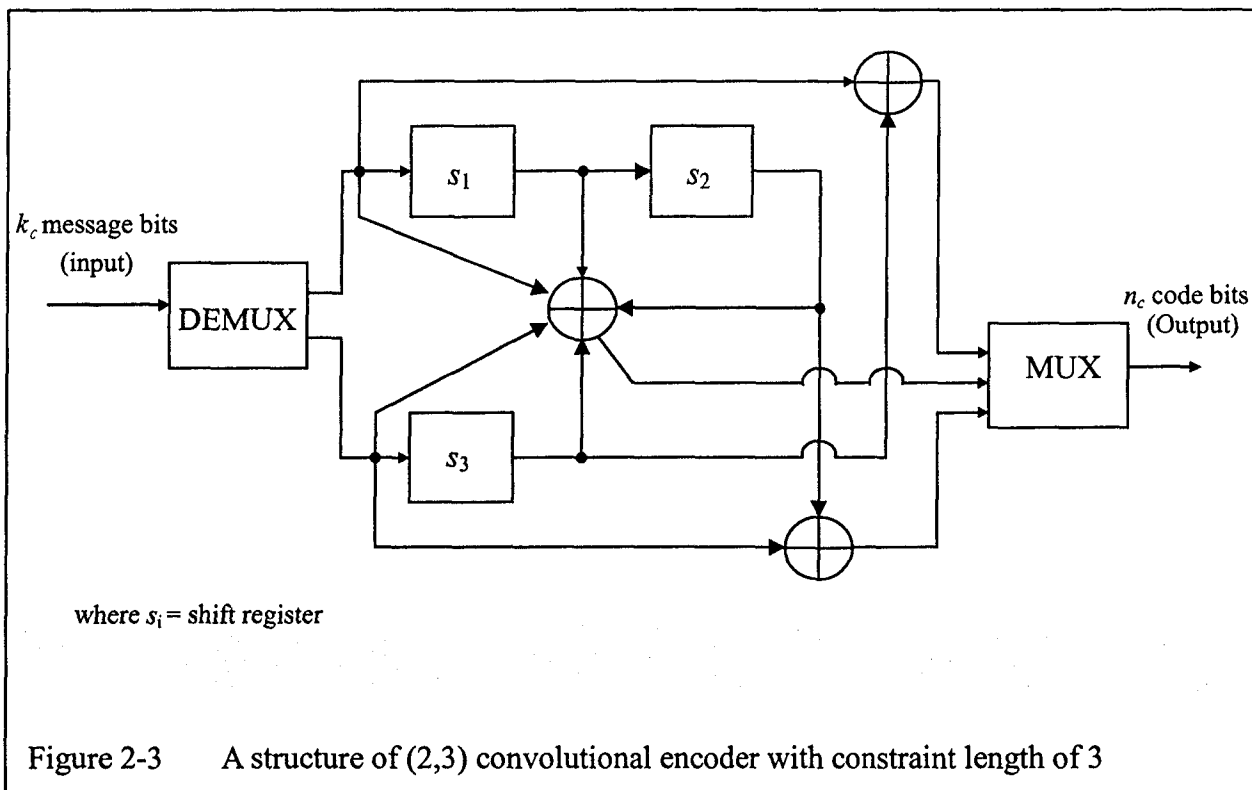 s1
s2
k_c message bits
(input)
DEMUX
n_c code bits
(Output)
MUX
s3
where s_i = shift register
Figure 2-3 A structure of (2,3) convolutional encoder with constraint length of 3